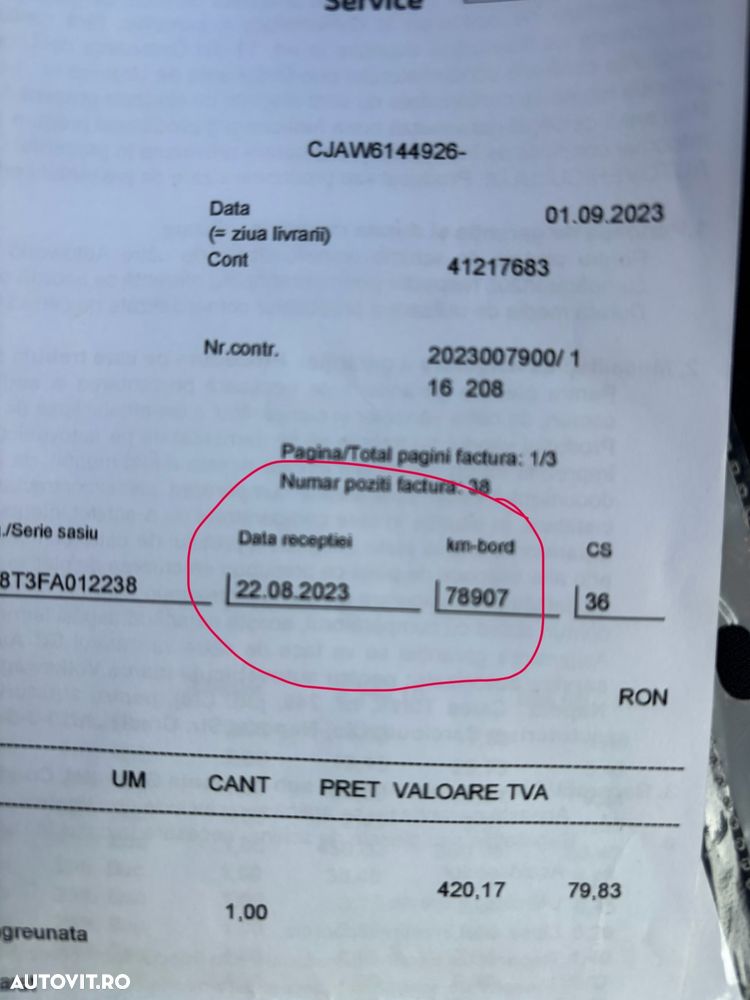 Service
CJAW6144926-
Data 01.09.2023
(= ziua livrarii)
Cont 41217683
Nr.contr. 2023007900/ 1
16 208
Pagina/Total pagini factura: 1/3
Numar pozitii factura: 38
./Serie sasiu Data receptiei km-bord CS
8T3FA012238 22.08.2023 78907 36
RON
UM CANT PRET VALOARE TVA
420,17 79,83
1,00
greunata
AUTOVIT.RO